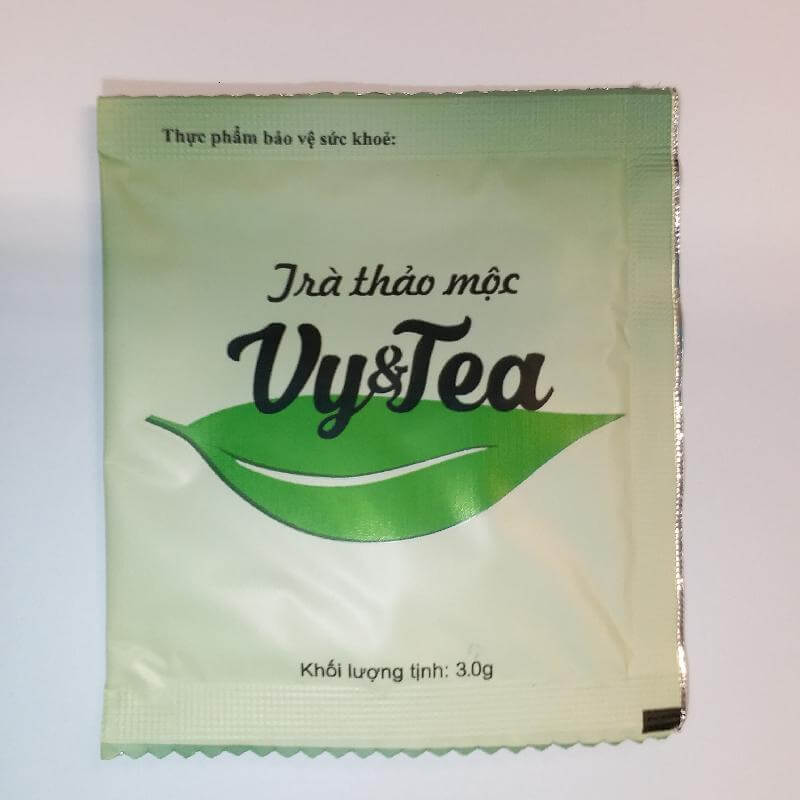 Thực phẩm bảo vệ sức khoẻ:
Trà thảo mộc
Vy&Tea
Khối lượng tịnh: 3.0g